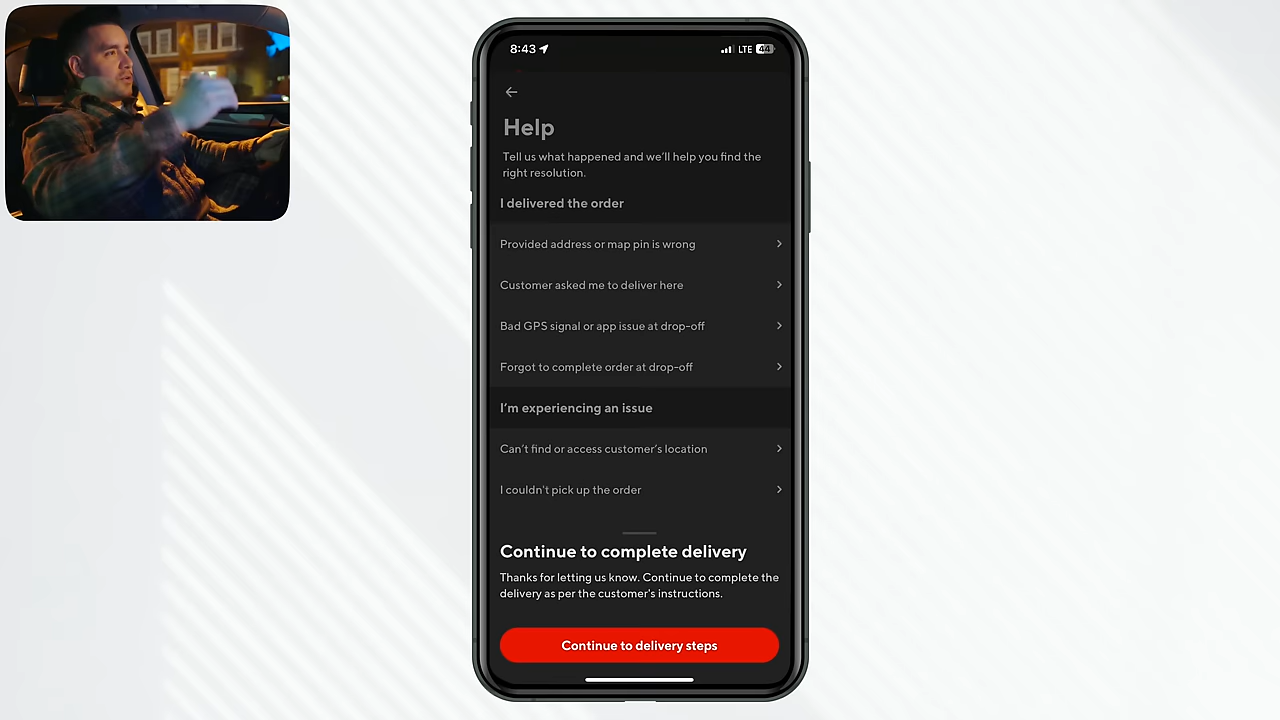 8:43
LTE 44
Help
Tell us what happened and we'll help you find the
right resolution.
I delivered the order
Provided address or map pin is wrong
Customer asked me to deliver here
Bad GPS signal or app issue at drop-off
Forgot to complete order at drop-off
I'm experiencing an issue
Can't find or access customer's location
I couldn't pick up the order
Continue to complete delivery
Thanks for letting us know. Continue to complete the
delivery as per the customer's instructions.
Continue to delivery steps